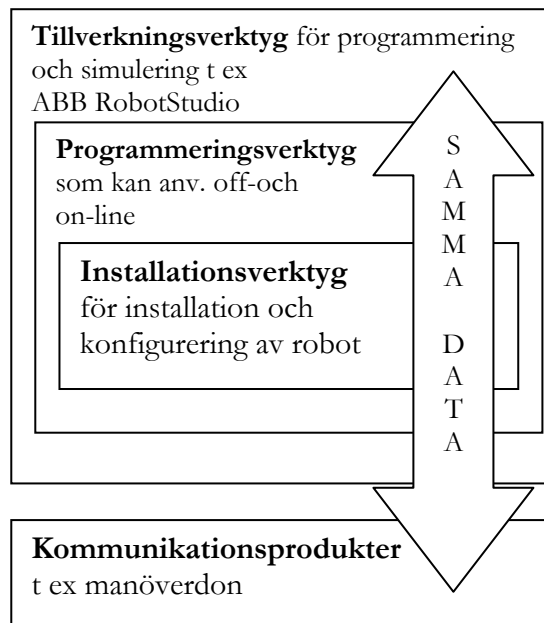 Tillverkningsverktyg för programmering
och simulering t ex
ABB RobotStudio
Programmeringsverktyg
som kan anv. off-och
on-line
Installationsverktyg
för installation och
konfigurering av robot
S
A
M
M
A
D
A
T
A
Kommunikationsprodukter
t ex manöverdon